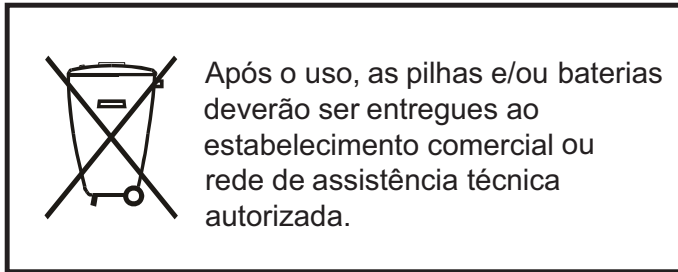 Após o uso, as pilhas e/ou baterias
deverão ser entregues ao
estabelecimento comercial ou
rede de assistência técnica
autorizada.